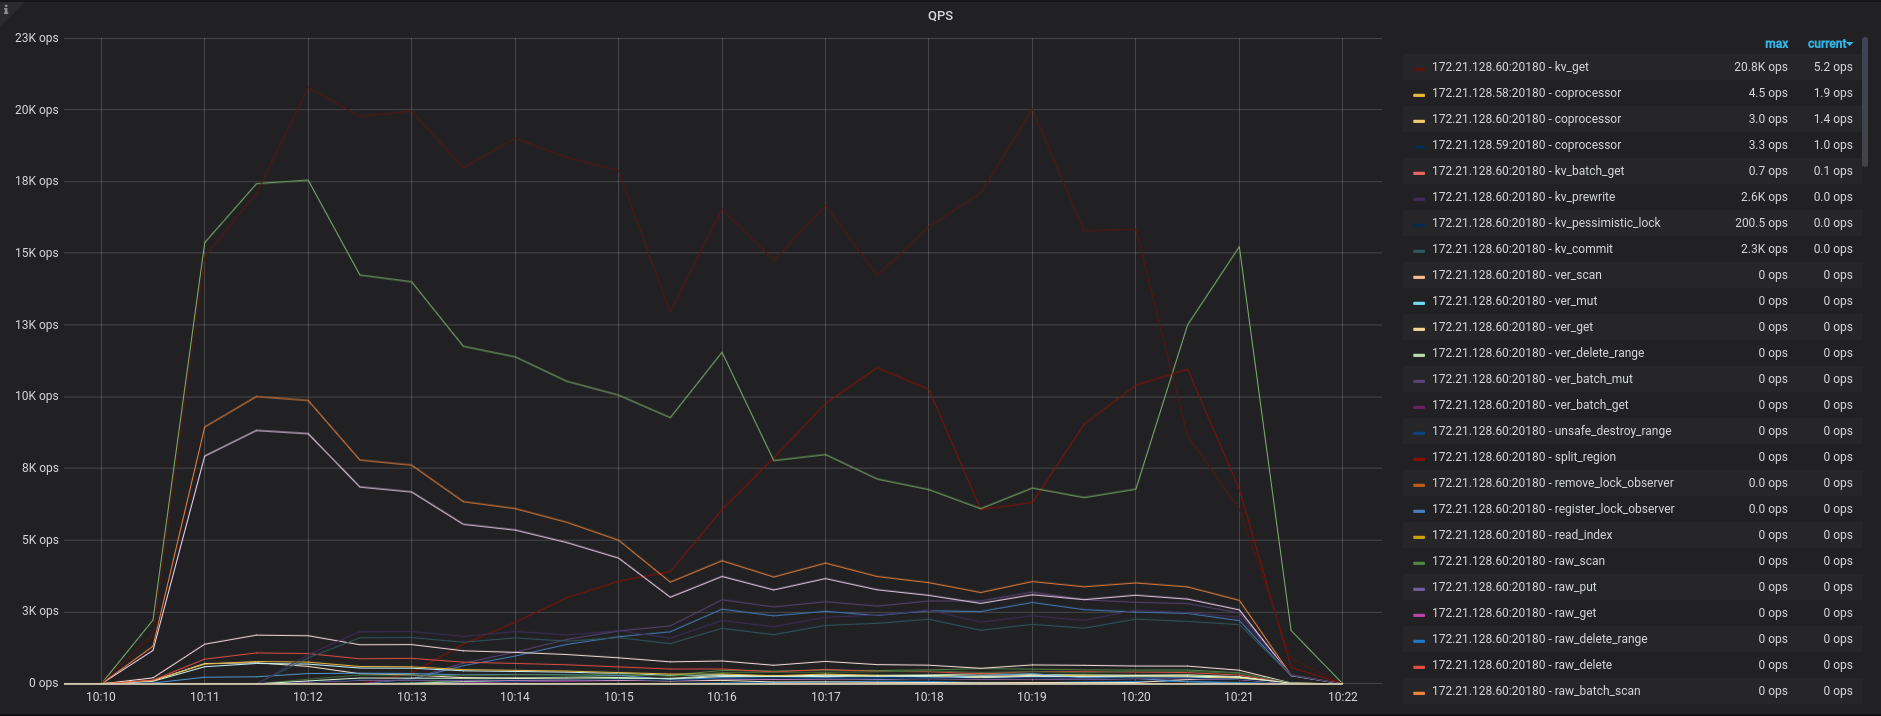 i
QPS
23K ops
20K ops
18K ops
15K ops
13K ops
10K ops
8K ops
5K ops
3K ops
0 ops
10:10 10:11 10:12 10:13 10:14 10:15 10:16 10:17 10:18 10:19 10:20 10:21 10:22
max current
172.21.128.60:20180 - kv_get 20.8K ops 5.2 ops
172.21.128.58:20180 - coprocessor 4.5 ops 1.9 ops
172.21.128.60:20180 - coprocessor 3.0 ops 1.4 ops
172.21.128.59:20180 - coprocessor 3.3 ops 1.0 ops
172.21.128.60:20180 - kv_batch_get 0.7 ops 0.1 ops
172.21.128.60:20180 - kv_prewrite 2.6K ops 0.0 ops
172.21.128.60:20180 - kv_pessimistic_lock 200.5 ops 0.0 ops
172.21.128.60:20180 - kv_commit 2.3K ops 0.0 ops
172.21.128.60:20180 - ver_scan 0 ops 0 ops
172.21.128.60:20180 - ver_mut 0 ops 0 ops
172.21.128.60:20180 - ver_get 0 ops 0 ops
172.21.128.60:20180 - ver_delete_range 0 ops 0 ops
172.21.128.60:20180 - ver_batch_mut 0 ops 0 ops
172.21.128.60:20180 - ver_batch_get 0 ops 0 ops
172.21.128.60:20180 - unsafe_destroy_range 0 ops 0 ops
172.21.128.60:20180 - split_region 0 ops 0 ops
172.21.128.60:20180 - remove_lock_observer 0.0 ops 0 ops
172.21.128.60:20180 - register_lock_observer 0.0 ops 0 ops
172.21.128.60:20180 - read_index 0 ops 0 ops
172.21.128.60:20180 - raw_scan 0 ops 0 ops
172.21.128.60:20180 - raw_put 0 ops 0 ops
172.21.128.60:20180 - raw_get 0 ops 0 ops
172.21.128.60:20180 - raw_delete_range 0 ops 0 ops
172.21.128.60:20180 - raw_delete 0 ops 0 ops
172.21.128.60:20180 - raw_batch_scan 0 ops 0 ops